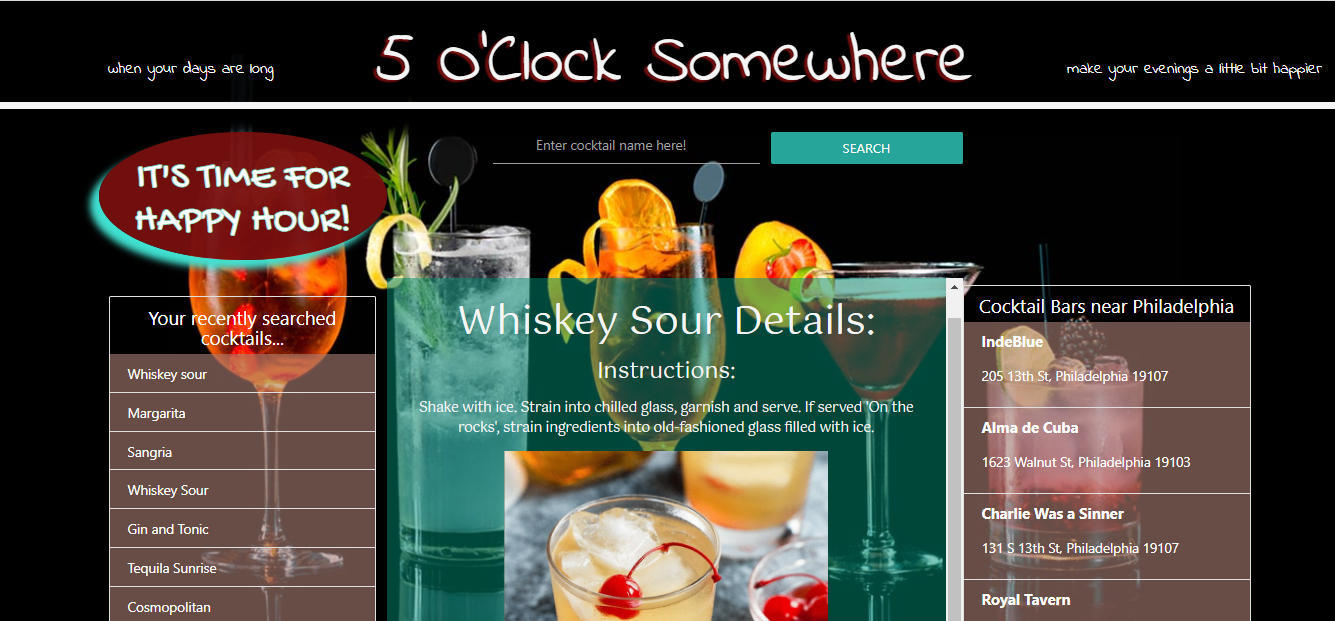 5 O'Clock Somewhere
when your days are long
make your evenings a little bit happier
IT'S TIME FOR
HAPPY HOUR!
Enter cocktail name here!
SEARCH
Your recently searched
cocktails...
Whiskey sour
Margarita
Sangria
Whiskey Sour
Gin and Tonic
Tequila Sunrise
Cosmopolitan
Whiskey Sour Details:
Instructions:
Shake with ice. Strain into chilled glass, garnish and serve. If served 'On the
rocks', strain ingredients into old-fashioned glass filled with ice.
Cocktail Bars near Philadelphia
IndeBlue
205 13th St, Philadelphia 19107
Alma de Cuba
1623 Walnut St, Philadelphia 19103
Charlie Was a Sinner
131 S 13th St, Philadelphia 19107
Royal Tavern